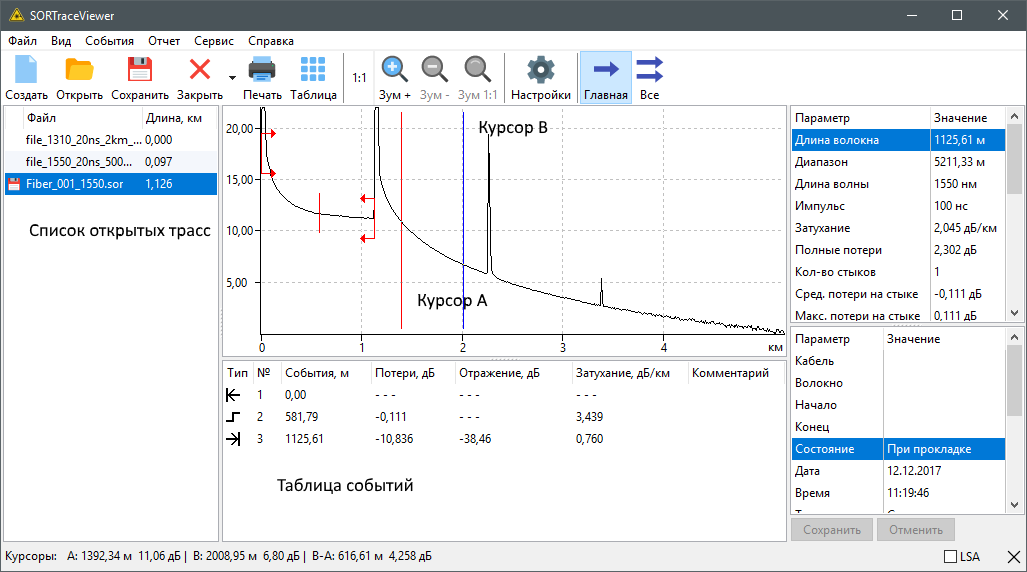 SORTraceViewer
Файл Вид События Отчет Сервис Справка
Создать Открыть Сохранить Закрыть Печать Таблица 1:1 Зум + Зум - Зум 1:1 Настройки Главная Все
Файл Длина, км
file_1310_20ns_2km_... 0,000
file_1550_20ns_500... 0,097
Fiber_001_1550.sor 1,126
Список открытых трасс
20,00
15,00
10,00
5,00
0 1 2 3 4 км
Курсор B
Курсор A
Тип № События, м Потери, дБ Отражение, дБ Затухание, дБ/км Комментарий
1 0,00 - - - - - -
2 581,79 -0,111 - - - 3,439
3 1125,61 -10,836 -38,46 0,760
Таблица событий
Параметр Значение
Длина волокна 1125,61 м
Диапазон 5211,33 м
Длина волны 1550 нм
Импульс 100 нс
Затухание 2,045 дБ/км
Полные потери 2,302 дБ
Кол-во стыков 1
Сред. потери на стыке -0,111 дБ
Макс. потери на стыке 0,111 дБ
Параметр Значение
Кабель
Волокно
Начало
Конец
Состояние При прокладке
Дата 12.12.2017
Время 11:19:46
Сохранить Отменить
Курсоры: A: 1392,34 м 11,06 дБ | B: 2008,95 м 6,80 дБ | B-A: 616,61 м 4,258 дБ
LSA